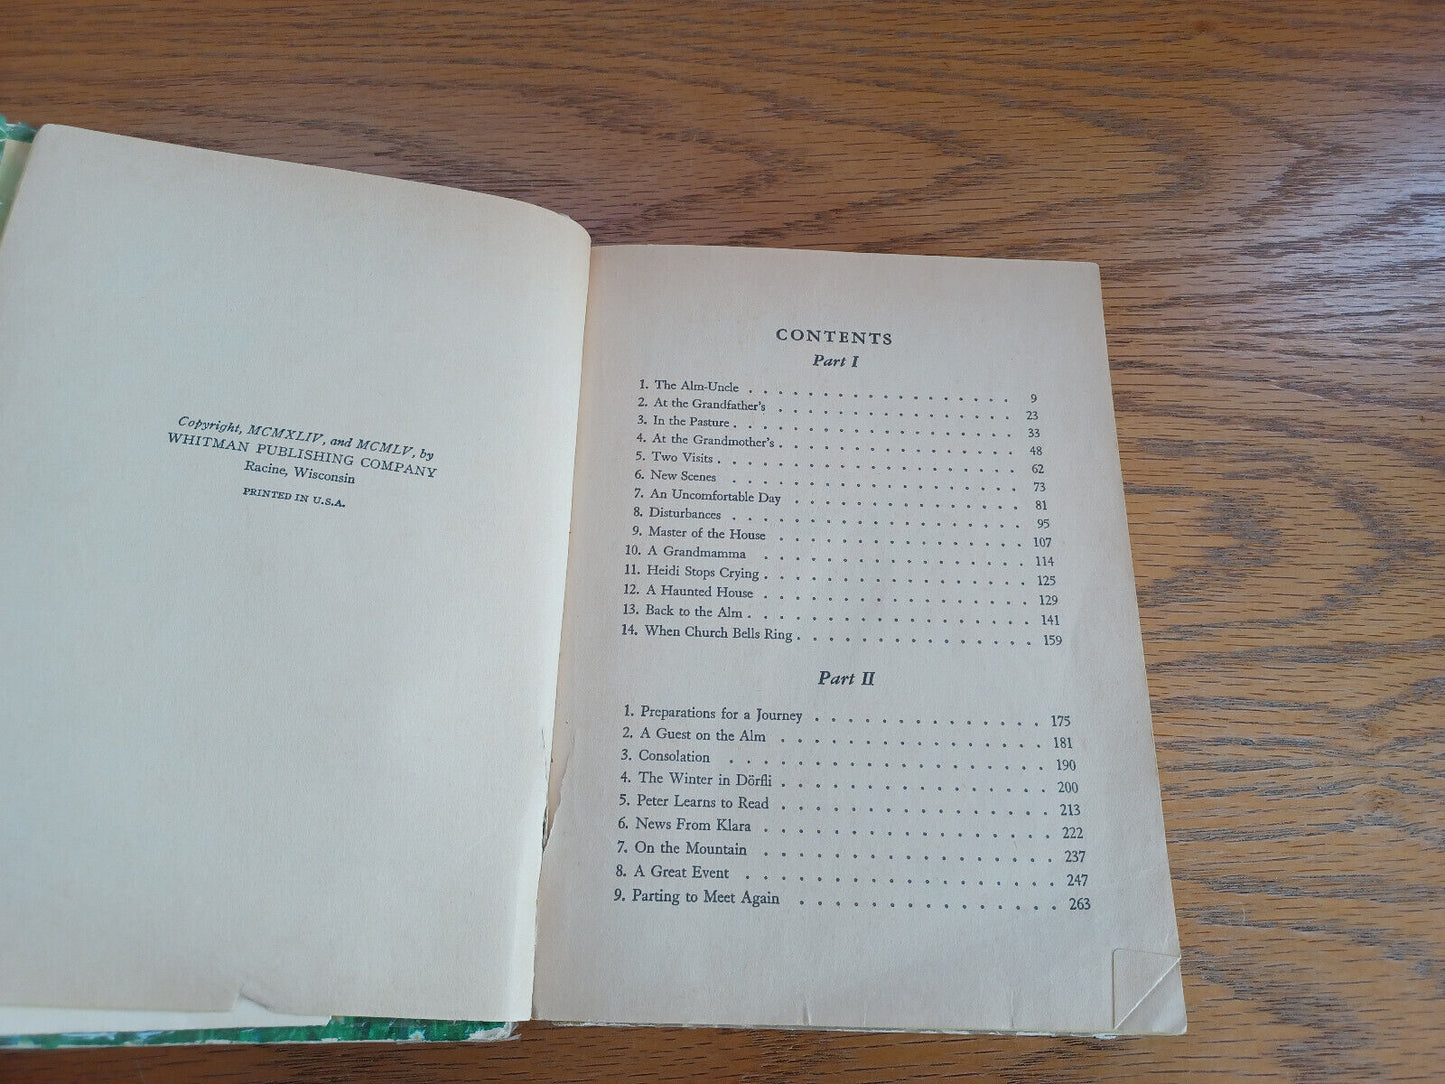 Copyright, MCMXLIV, and MCMLV, by
WHITMAN PUBLISHING COMPANY
Racine, Wisconsin
PRINTED IN U.S.A.
CONTENTS
Part I
1. The Alm-Uncle . . . . . . . . . . . . . . . . . 9
2. At the Grandfather's . . . . . . . . . . . . . . . 23
3. In the Pasture . . . . . . . . . . . . . . . . . . 33
4. At the Grandmother's . . . . . . . . . . . . . . . 48
5. Two Visits . . . . . . . . . . . . . . . . . . . 62
6. New Scenes . . . . . . . . . . . . . . . . . . 73
7. An Uncomfortable Day . . . . . . . . . . . . . . . 81
8. Disturbances . . . . . . . . . . . . . . . . . . 95
9. Master of the House . . . . . . . . . . . . . . . . 107
10. A Grandmamma . . . . . . . . . . . . . . . . . 114
11. Heidi Stops Crying . . . . . . . . . . . . . . . . 125
12. A Haunted House . . . . . . . . . . . . . . . . 129
13. Back to the Alm . . . . . . . . . . . . . . . . . 141
14. When Church Bells Ring . . . . . . . . . . . . . . 159
Part II
1. Preparations for a Journey . . . . . . . . . . . . . 175
2. A Guest on the Alm . . . . . . . . . . . . . . . 181
3. Consolation . . . . . . . . . . . . . . . . . . 190
4. The Winter in Dörfli . . . . . . . . . . . . . . . 200
5. Peter Learns to Read . . . . . . . . . . . . . . . 213
6. News From Klara . . . . . . . . . . . . . . . . 222
7. On the Mountain . . . . . . . . . . . . . . . . 237
8. A Great Event . . . . . . . . . . . . . . . . . 247
9. Parting to Meet Again . . . . . . . . . . . . . . 263